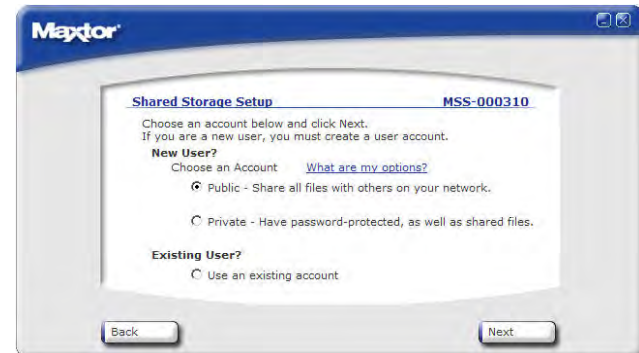 Maxtor
Shared Storage Setup MSS-000310
Choose an account below and click Next.
If you are a new user, you must create a user account.
New User?
Choose an Account What are my options?
Public - Share all files with others on your network.
Private - Have password-protected, as well as shared files.
Existing User?
Use an existing account
Back Next